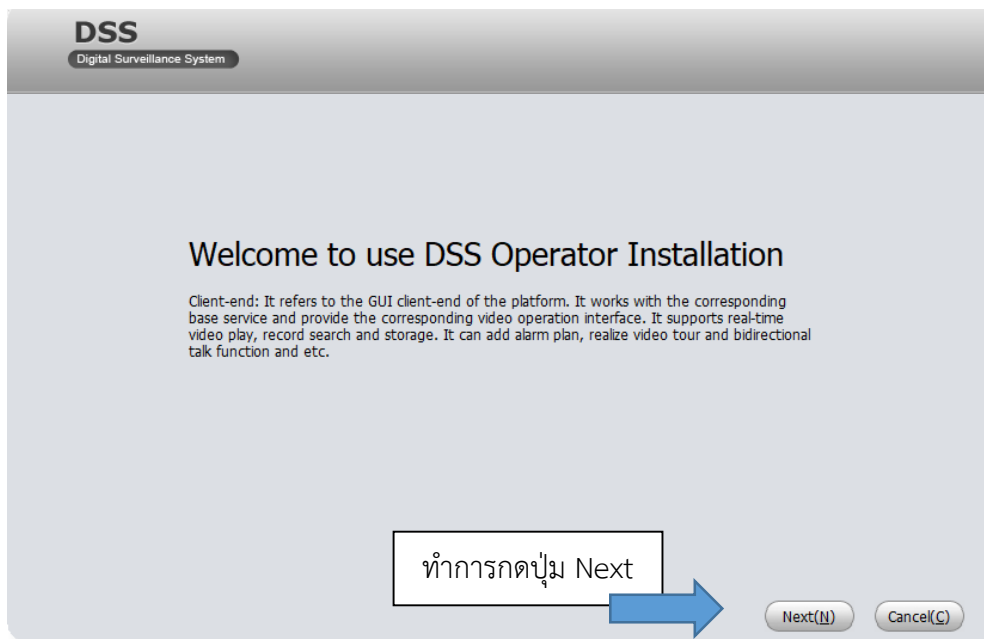 DSS
Digital Surveillance System
Welcome to use DSS Operator Installation
Client-end: It refers to the GUI client-end of the platform. It works with the corresponding
base service and provide the corresponding video operation interface. It supports real-time
video play, record search and storage. It can add alarm plan, realize video tour and bidirectional
talk function and etc.
ทำการกดปุ่ม Next
Next(N) Cancel(C)